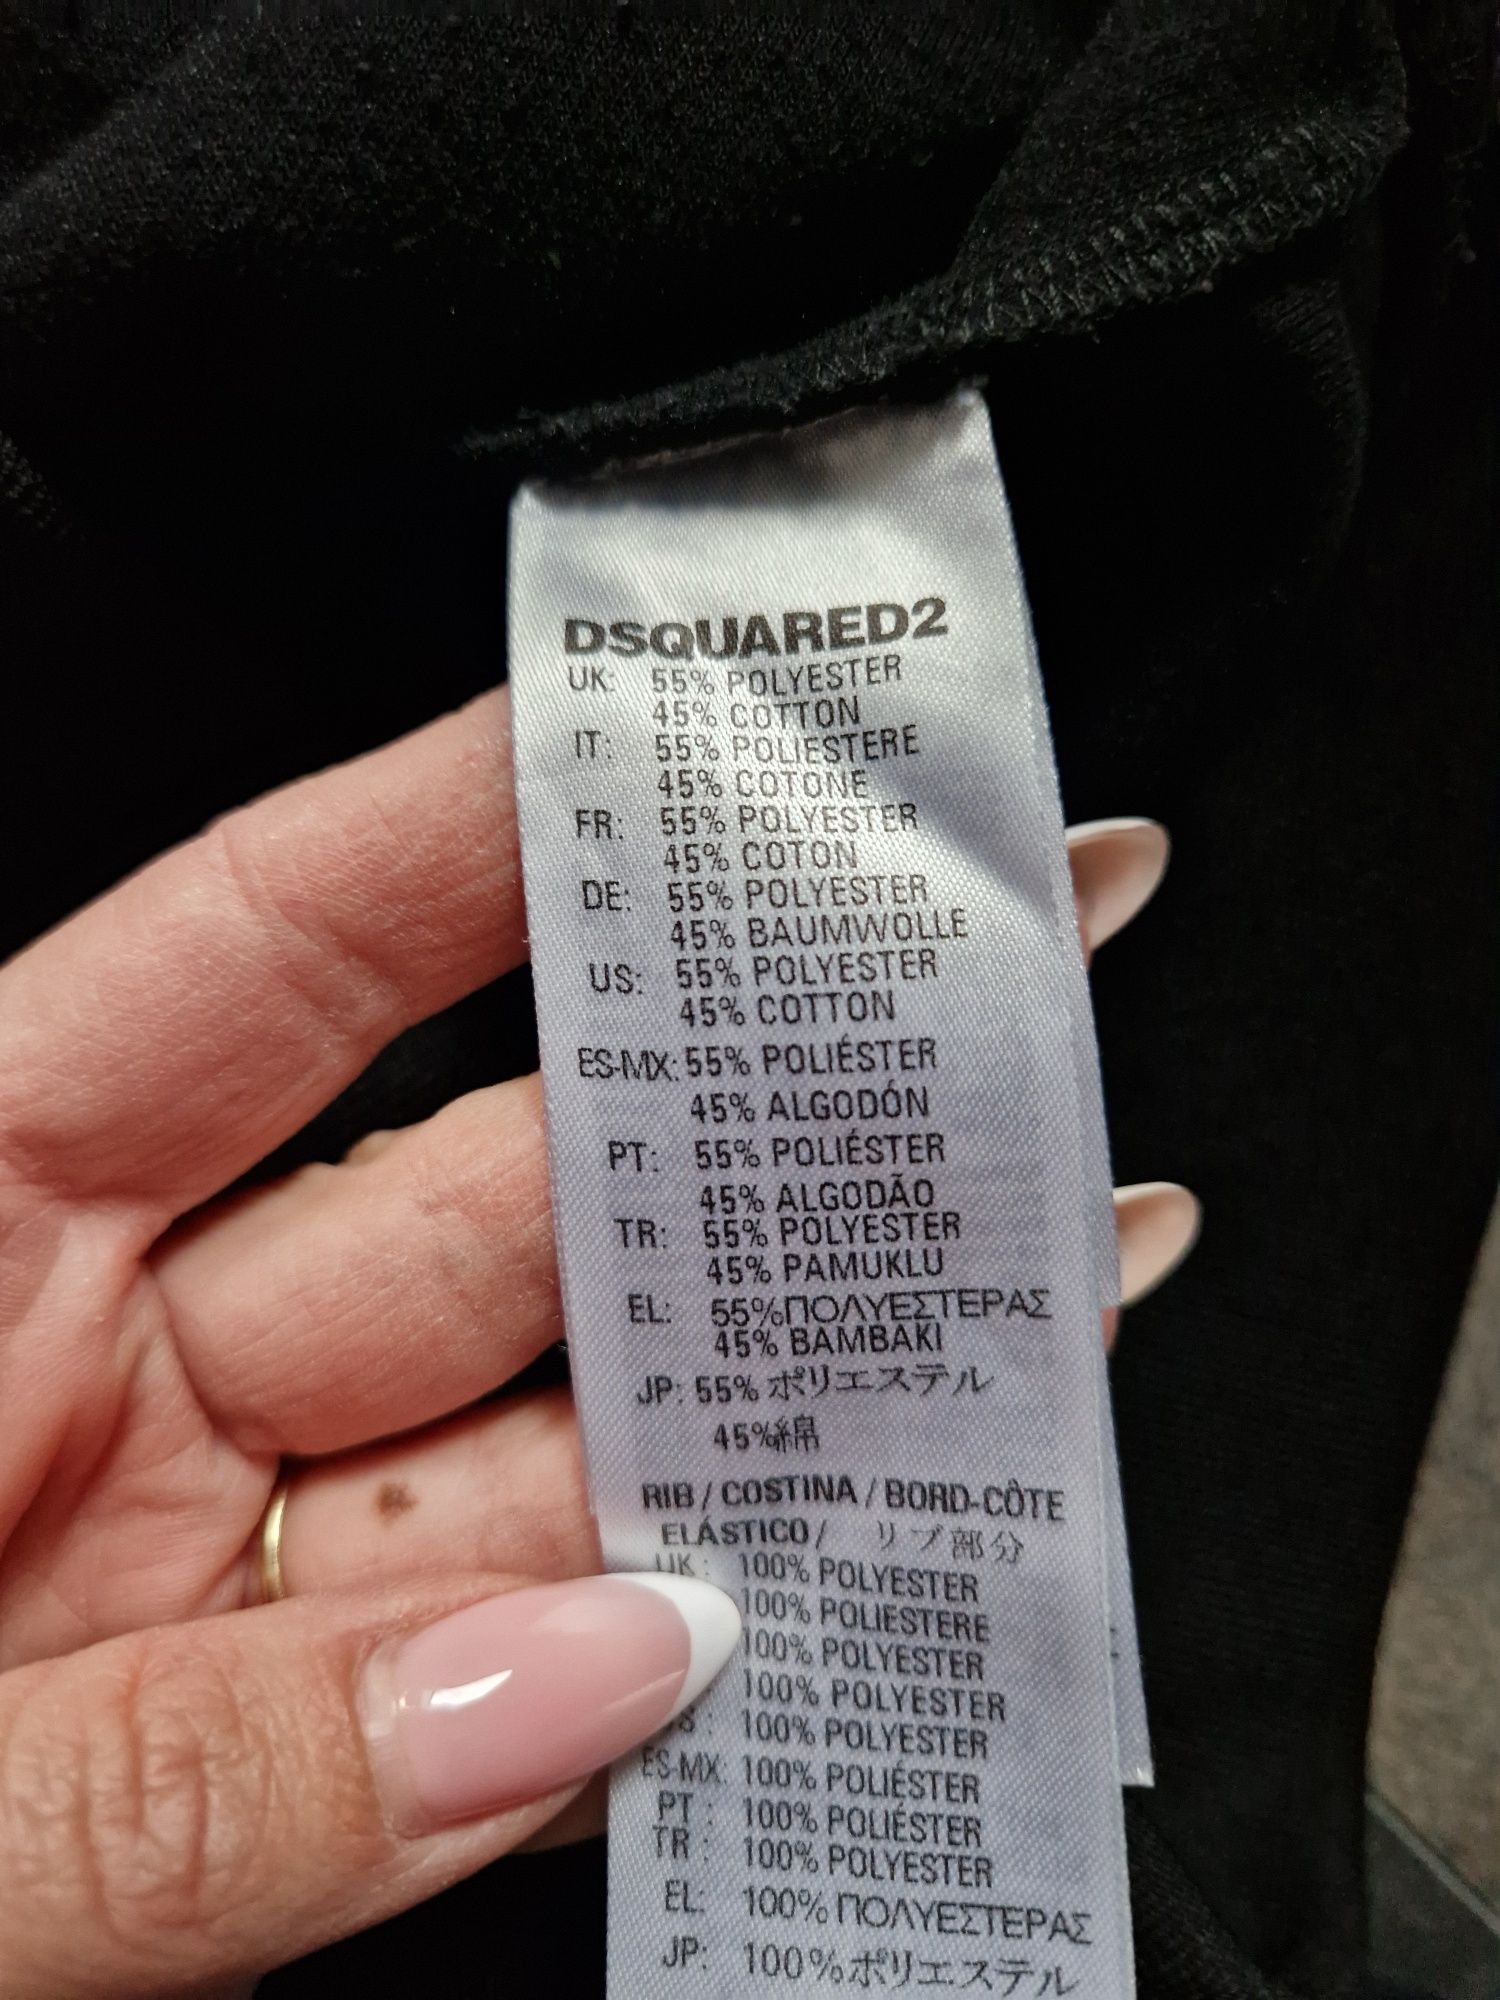 DSQUARED2
UK: 55% POLYESTER
45% COTTON
IT: 55% POLIESTERE
45% COTONE
FR: 55% POLYESTER
45% COTON
DE: 55% POLYESTER
45% BAUMWOLLE
US: 55% POLYESTER
45% COTTON
ES-MX: 55% POLIÉSTER
45% ALGODÓN
PT: 55% POLIÉSTER
45% ALGODÃO
TR: 55% POLYESTER
45% PAMUKLU
EL: 55%ΠΟΛΥΕΣΤΕΡΑΣ
45% BAMBAKI
JP: 55% ポリエステル
45%綿
RIB / COSTINA / BORD-CÔTE
ELÁSTICO / リブ部分
UK: 100% POLYESTER
100% POLIESTERE
100% POLYESTER
100% POLYESTER
100% POLYESTER
ES-MX: 100% POLIÉSTER
PT : 100% POLIÉSTER
TR : 100% POLYESTER
EL: 100% ΠΟΛΥΕΣΤΕΡΑΣ
JP: 100%ポリエステル